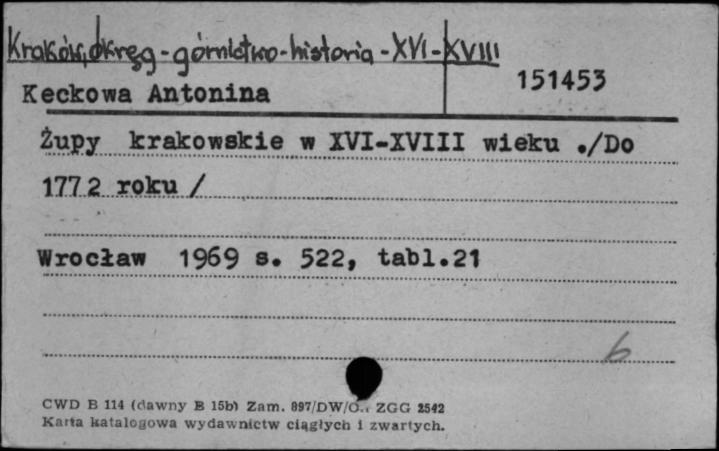 Kraków, okręg - górnictwo - historia - XVI - XVIII
151453
Keckowa Antonina
Żupy krakowskie w XVI-XVIII wieku ./Do
1772 roku /
Wrocław 1969 s. 522, tabl.21
b
CWD B 114 (dawny B 15b) Zam. 897/DW/O.. ZGG 2542
Karta katalogowa wydawnictw ciągłych i zwartych.